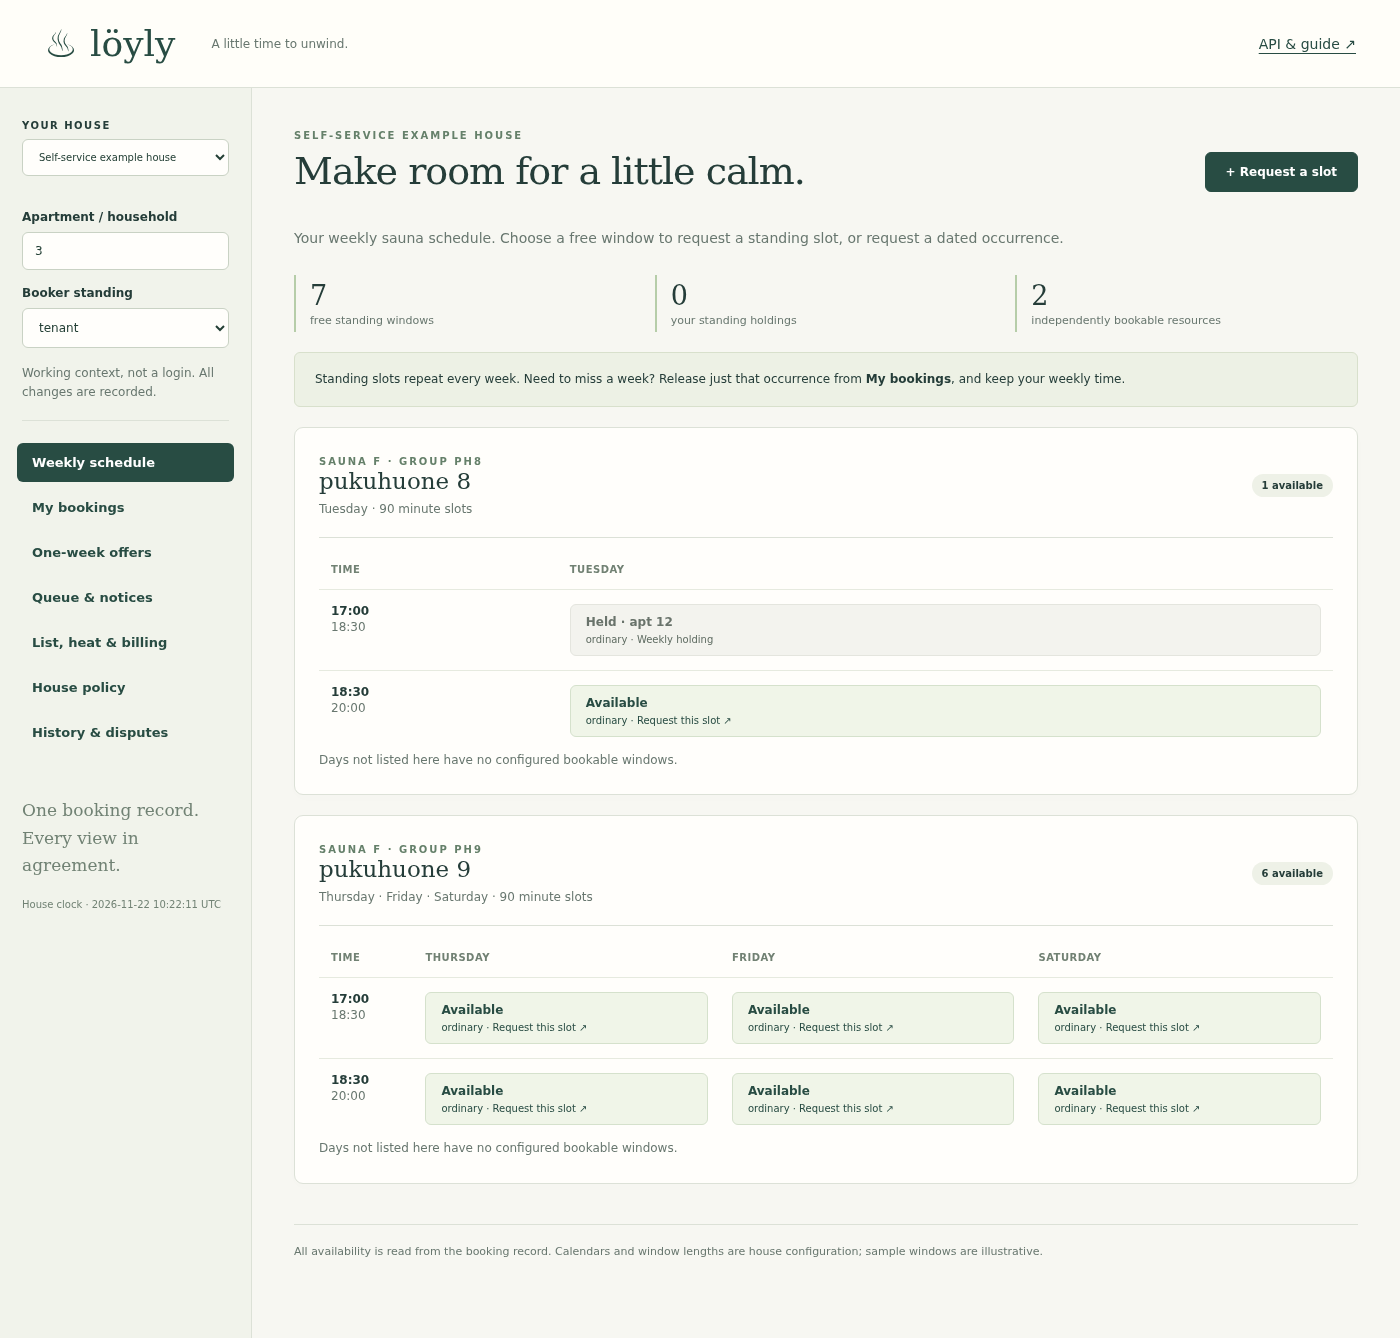 ♨ löyly
A little time to unwind.
API & guide ↗
YOUR HOUSE
Self-service example house
Apartment / household
3
Booker standing
tenant
Working context, not a login. All
changes are recorded.
Weekly schedule
My bookings
One-week offers
Queue & notices
List, heat & billing
House policy
History & disputes
One booking record.
Every view in
agreement.
House clock · 2026-11-22 10:22:11 UTC
SELF-SERVICE EXAMPLE HOUSE
Make room for a little calm.
+ Request a slot
Your weekly sauna schedule. Choose a free window to request a standing slot, or request a dated occurrence.
7
free standing windows
0
your standing holdings
2
independently bookable resources
Standing slots repeat every week. Need to miss a week? Release just that occurrence from My bookings, and keep your weekly time.
SAUNA F · GROUP PH8
pukuhuone 8
Tuesday · 90 minute slots
1 available
TIME TUESDAY
17:00
18:30
Held · apt 12
ordinary · Weekly holding
18:30
20:00
Available
ordinary · Request this slot ↗
Days not listed here have no configured bookable windows.
SAUNA F · GROUP PH9
pukuhuone 9
Thursday · Friday · Saturday · 90 minute slots
6 available
TIME THURSDAY FRIDAY SATURDAY
17:00
18:30
Available
ordinary · Request this slot ↗
Available
ordinary · Request this slot ↗
Available
ordinary · Request this slot ↗
18:30
20:00
Available
ordinary · Request this slot ↗
Available
ordinary · Request this slot ↗
Available
ordinary · Request this slot ↗
Days not listed here have no configured bookable windows.
All availability is read from the booking record. Calendars and window lengths are house configuration; sample windows are illustrative.